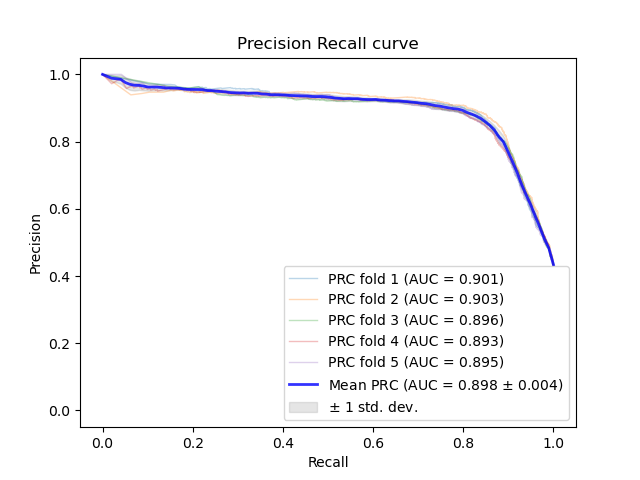 Precision Recall curve
1.0
0.8
0.6
0.4
0.2
0.0
Precision
PRC fold 1 (AUC = 0.901)
PRC fold 2 (AUC = 0.903)
PRC fold 3 (AUC = 0.896)
PRC fold 4 (AUC = 0.893)
PRC fold 5 (AUC = 0.895)
Mean PRC (AUC = 0.898 ± 0.004)
± 1 std. dev.
0.0 0.2 0.4 0.6 0.8 1.0
Recall